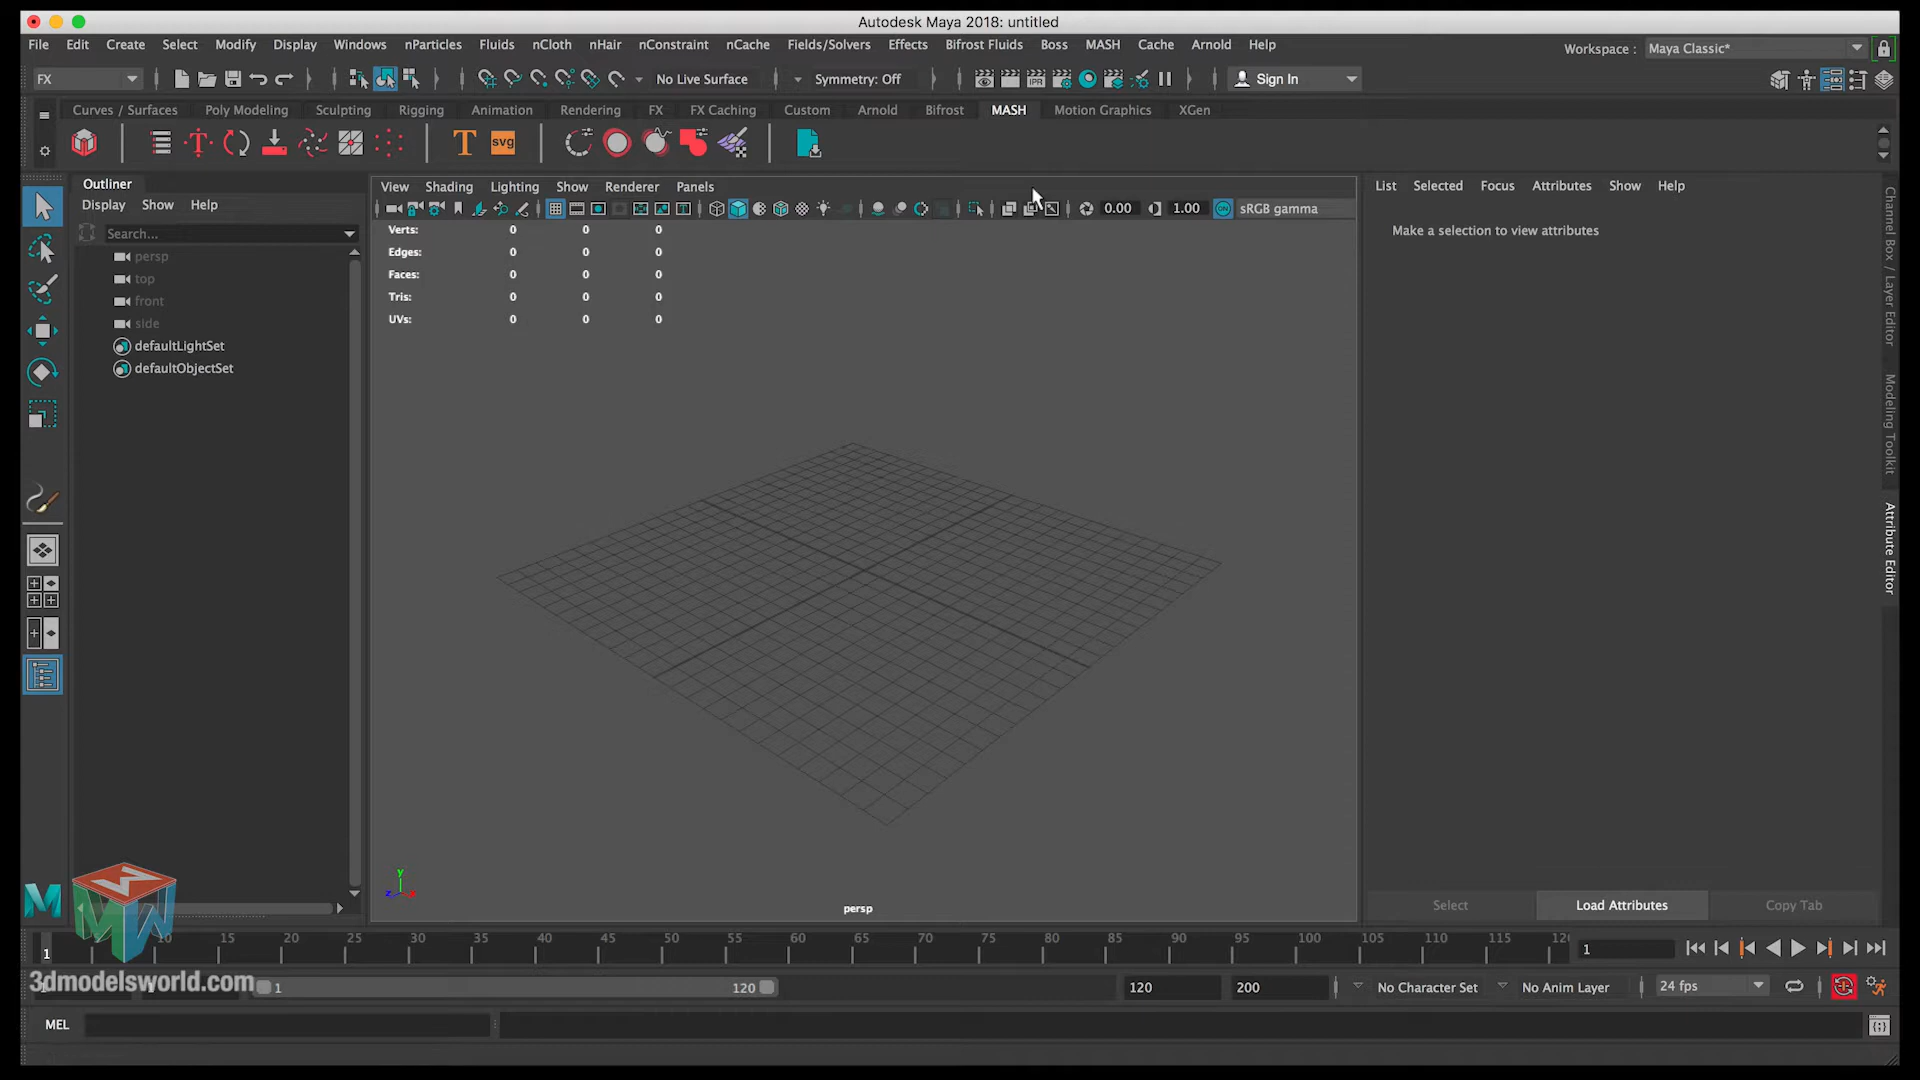 Autodesk Maya 2018: untitled
File Edit Create Select Modify Display Windows nParticles Fluids nCloth nHair nConstraint nCache Fields/Solvers Effects Bifrost Fluids Boss MASH Cache Arnold Help
Workspace : Maya Classic*
FX No Live Surface Symmetry: Off IPR Sign In
Curves / Surfaces Poly Modeling Sculpting Rigging Animation Rendering FX FX Caching Custom Arnold Bifrost MASH Motion Graphics XGen
T svg
Outliner
Display Show Help
Search...
persp
top
front
side
defaultLightSet
defaultObjectSet
View Shading Lighting Show Renderer Panels
0.00 1.00 ON sRGB gamma
Verts: 0 0 0
Edges: 0 0 0
Faces: 0 0 0
Tris: 0 0 0
UVs: 0 0 0
y
z
persp
List Selected Focus Attributes Show Help
Make a selection to view attributes
Channel Box / Layer Editor
Modeling Toolkit
Attribute Editor
Select Load Attributes Copy Tab
1 10 15 20 25 30 35 40 45 50 55 60 65 70 75 80 85 90 95 100 105 110 115 1
3dmodelsworld.com
1 120 120 200 No Character Set No Anim Layer 24 fps
MEL